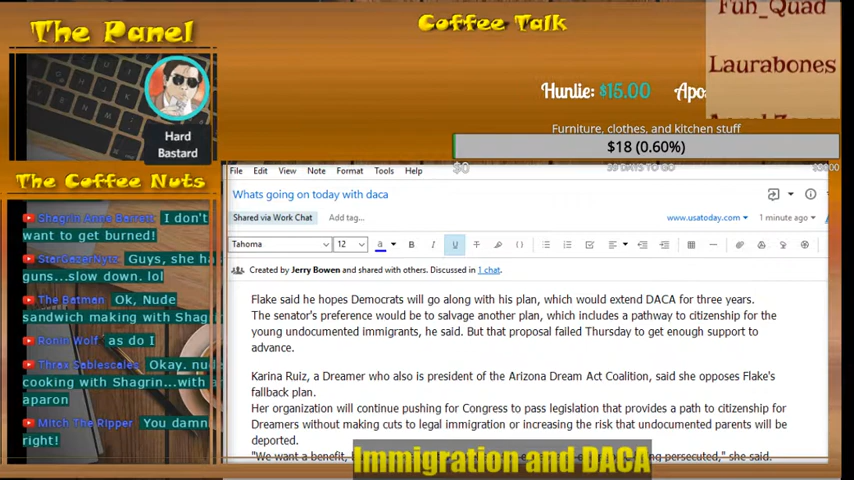 The Panel
Hard
Bastard
Coffee Talk
Fuh_Quad
Laurabones
Hunlie: $15.00
Furniture, clothes, and kitchen stuff
$18 (0.60%)
$0
The Coffee Nuts
Shagrin Anne Barrett: I don't
want to get burned!
StarGazerNytz: Guys, she ha
guns...slow down. lol
The Batman Ok, Nude
sandwich making with Shagr
Ronin Wolf as do I
Thrax Sablescales Okay. nud
cooking with Shagrin...with a
aparon
Mitch The Ripper You damn
right!
File Edit View Note Format Tools Help
Whats going on today with daca
Shared via Work Chat Add tag... www.usatoday.com 1 minute ago
Tahoma 12 a B I U T
Created by Jerry Bowen and shared with others. Discussed in 1 chat.
Flake said he hopes Democrats will go along with his plan, which would extend DACA for three years.
The senator's preference would be to salvage another plan, which includes a pathway to citizenship for the
young undocumented immigrants, he said. But that proposal failed Thursday to get enough support to
advance.
Karina Ruiz, a Dreamer who also is president of the Arizona Dream Act Coalition, said she opposes Flake's
fallback plan.
Her organization will continue pushing for Congress to pass legislation that provides a path to citizenship for
Dreamers without making cuts to legal immigration or increasing the risk that undocumented parents will be
deported.
"We want a benefit, persecuted," she said.
Immigration and DACA